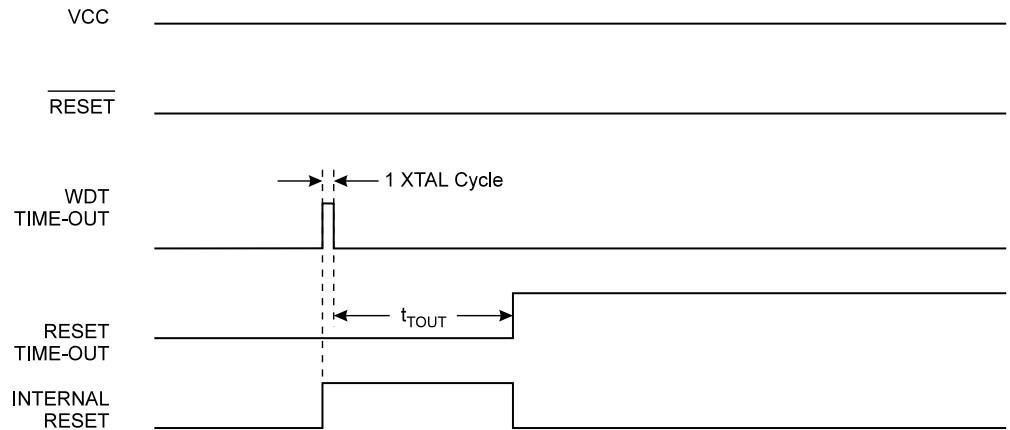 VCC
RESET
1 XTAL Cycle
WDT
TIME-OUT
tTOUT
RESET
TIME-OUT
INTERNAL
RESET